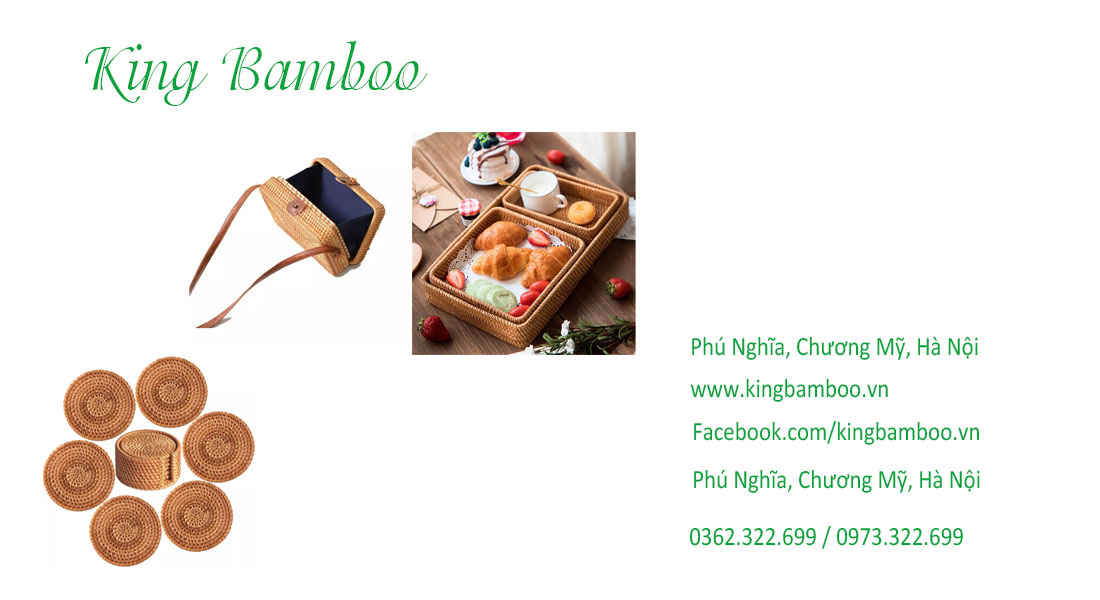 King Bamboo
Phú Nghĩa, Chương Mỹ, Hà Nội
www.kingbamboo.vn
Facebook.com/kingbamboo.vn
Phú Nghĩa, Chương Mỹ, Hà Nội
0362.322.699 / 0973.322.699